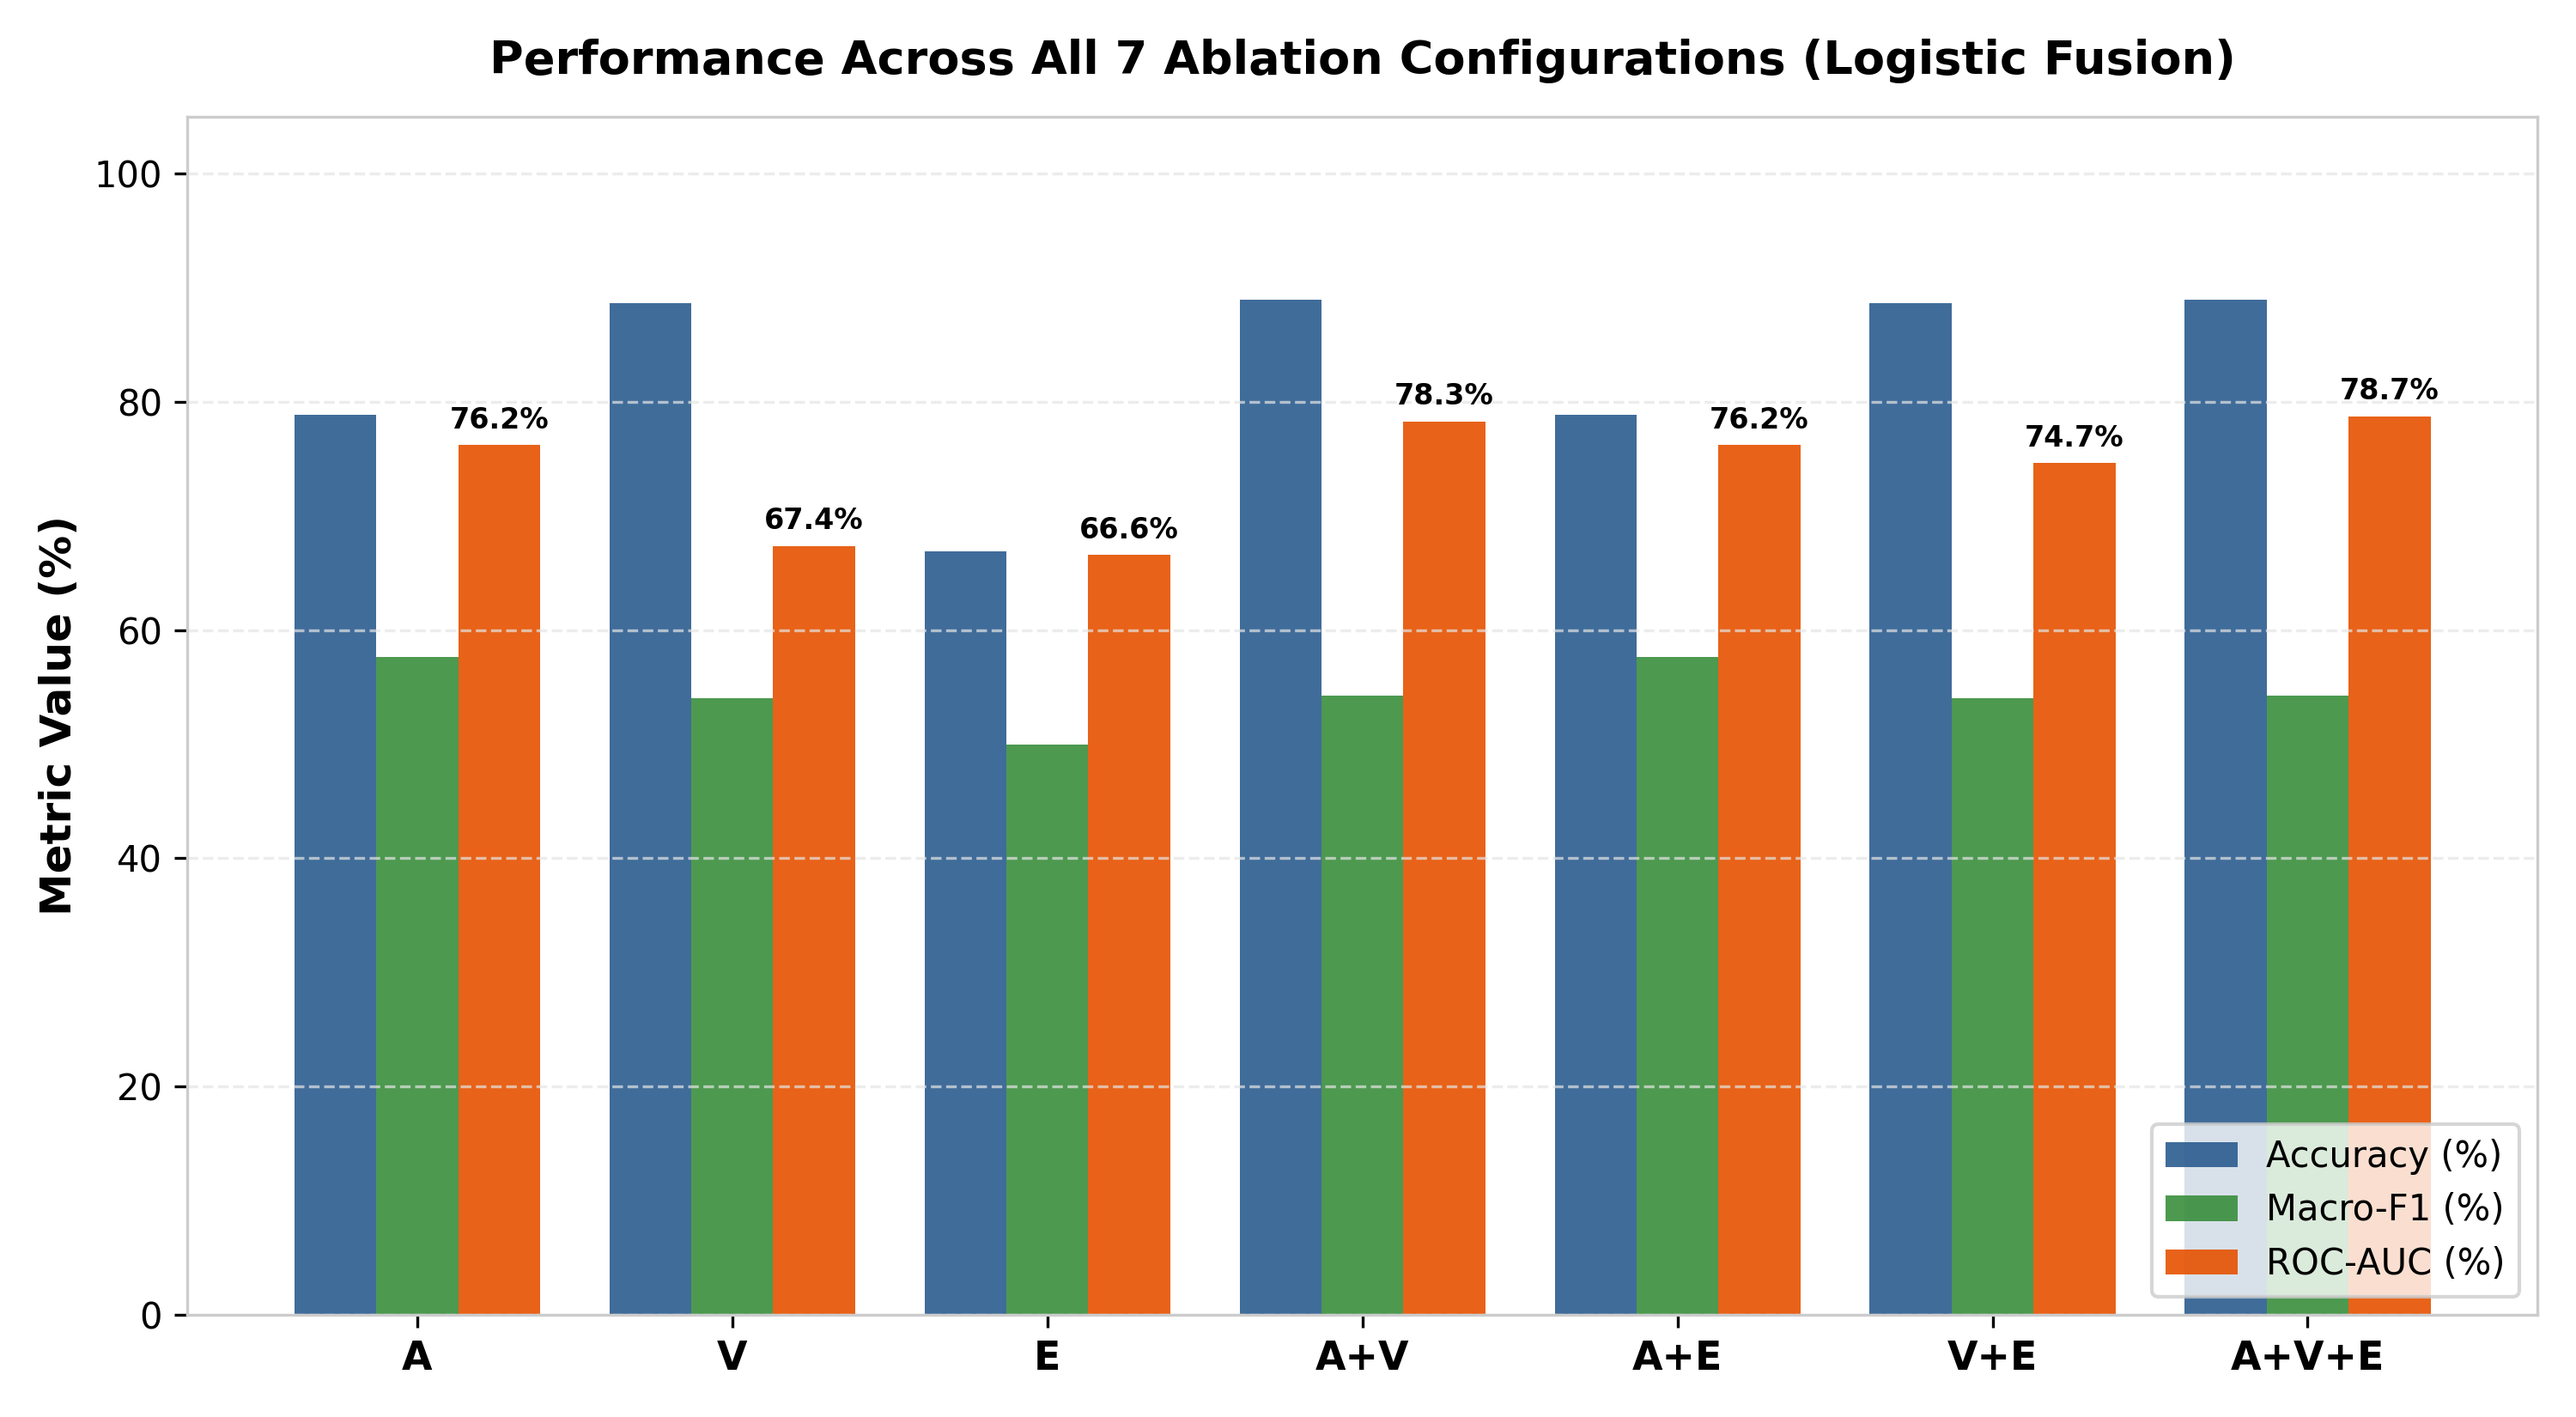 Performance Across All 7 Ablation Configurations (Logistic Fusion)
Metric Value (%)
100
80
60
40
20
0
76.2%
67.4%
66.6%
78.3%
76.2%
74.7%
78.7%
Accuracy (%)
Macro-F1 (%)
ROC-AUC (%)
A
V
E
A+V
A+E
V+E
A+V+E